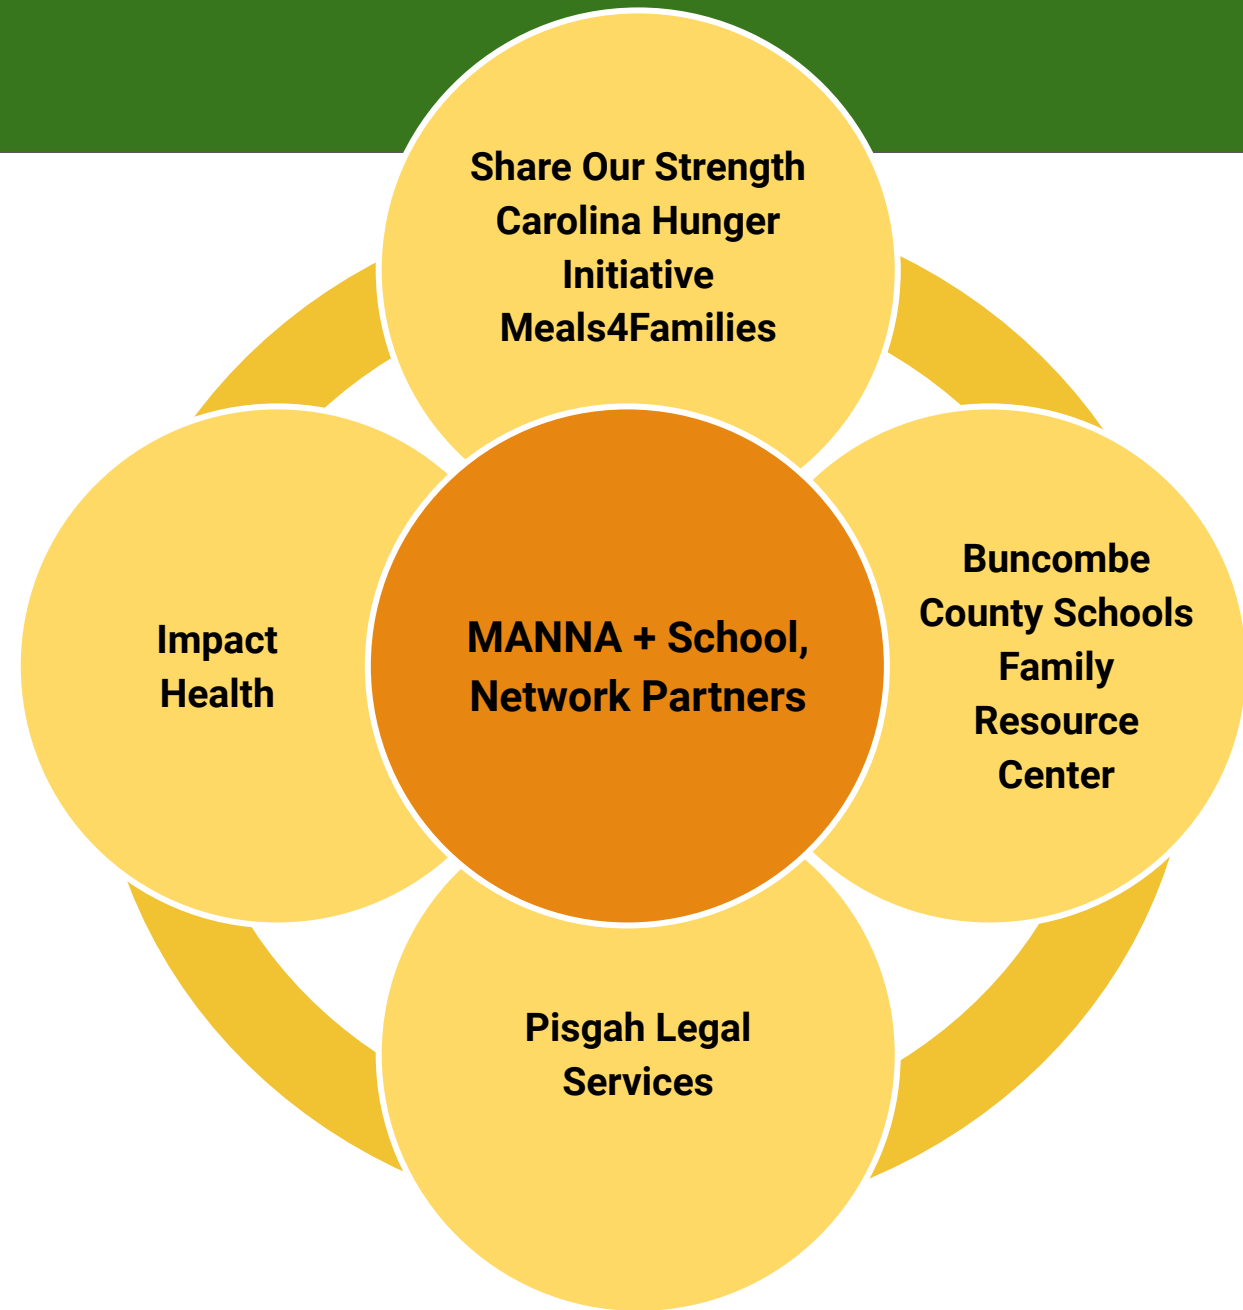 Share Our Strength
Carolina Hunger
Initiative
Meals4Families
Impact
Health
MANNA + School,
Network Partners
Buncombe
County Schools
Family
Resource
Center
Pisgah Legal
Services